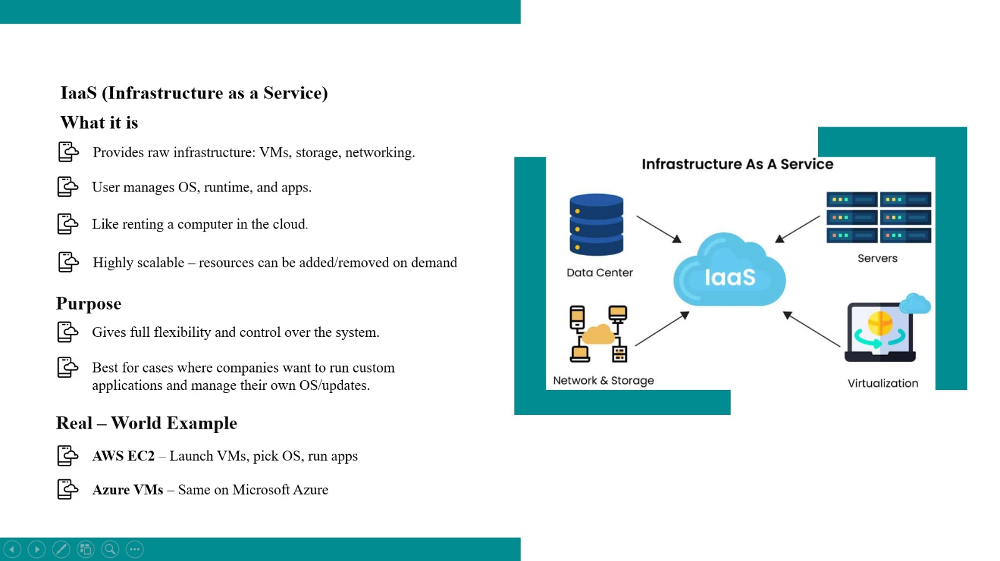 IaaS (Infrastructure as a Service)
What it is
Provides raw infrastructure: VMs, storage, networking.
User manages OS, runtime, and apps.
Like renting a computer in the cloud.
Highly scalable – resources can be added/removed on demand
Purpose
Gives full flexibility and control over the system.
Best for cases where companies want to run custom
applications and manage their own OS/updates.
Real – World Example
AWS EC2 – Launch VMs, pick OS, run apps
Azure VMs – Same on Microsoft Azure
Infrastructure As A Service
Data Center
Servers
IaaS
Network & Storage
Virtualization